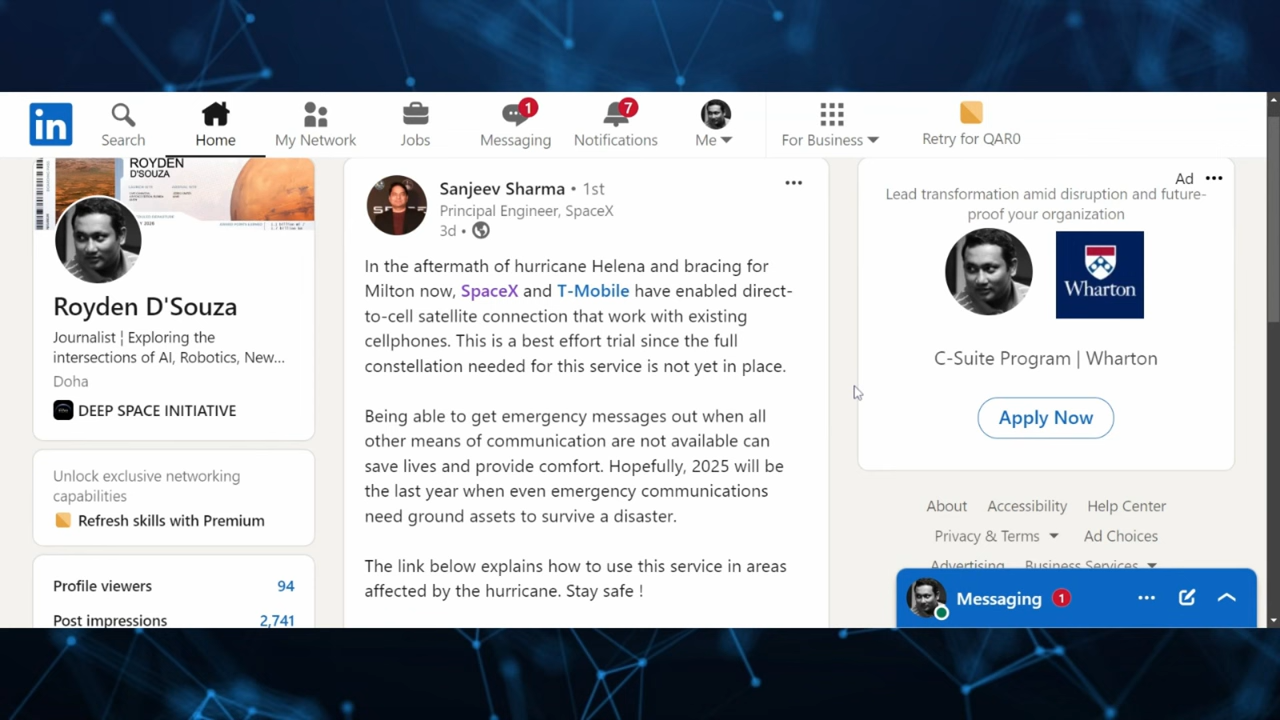 in
Search
Home
My Network
Jobs
1
Messaging
7
Notifications
Me
For Business
Retry for QAR0
ROYDEN
D'SOUZA
Royden D'Souza
Journalist ¦ Exploring the
intersections of AI, Robotics, New...
Doha
DEEP SPACE INITIATIVE
Unlock exclusive networking
capabilities
Refresh skills with Premium
Profile viewers 94
Post impressions 2,741
Sanjeev Sharma • 1st
Principal Engineer, SpaceX
3d •
In the aftermath of hurricane Helena and bracing for
Milton now, SpaceX and T-Mobile have enabled direct-
to-cell satellite connection that work with existing
cellphones. This is a best effort trial since the full
constellation needed for this service is not yet in place.
Being able to get emergency messages out when all
other means of communication are not available can
save lives and provide comfort. Hopefully, 2025 will be
the last year when even emergency communications
need ground assets to survive a disaster.
The link below explains how to use this service in areas
affected by the hurricane. Stay safe !
Ad
Lead transformation amid disruption and future-
proof your organization
Wharton
C-Suite Program | Wharton
Apply Now
About Accessibility Help Center
Privacy & Terms Ad Choices
Advertising Business Services
Messaging 1